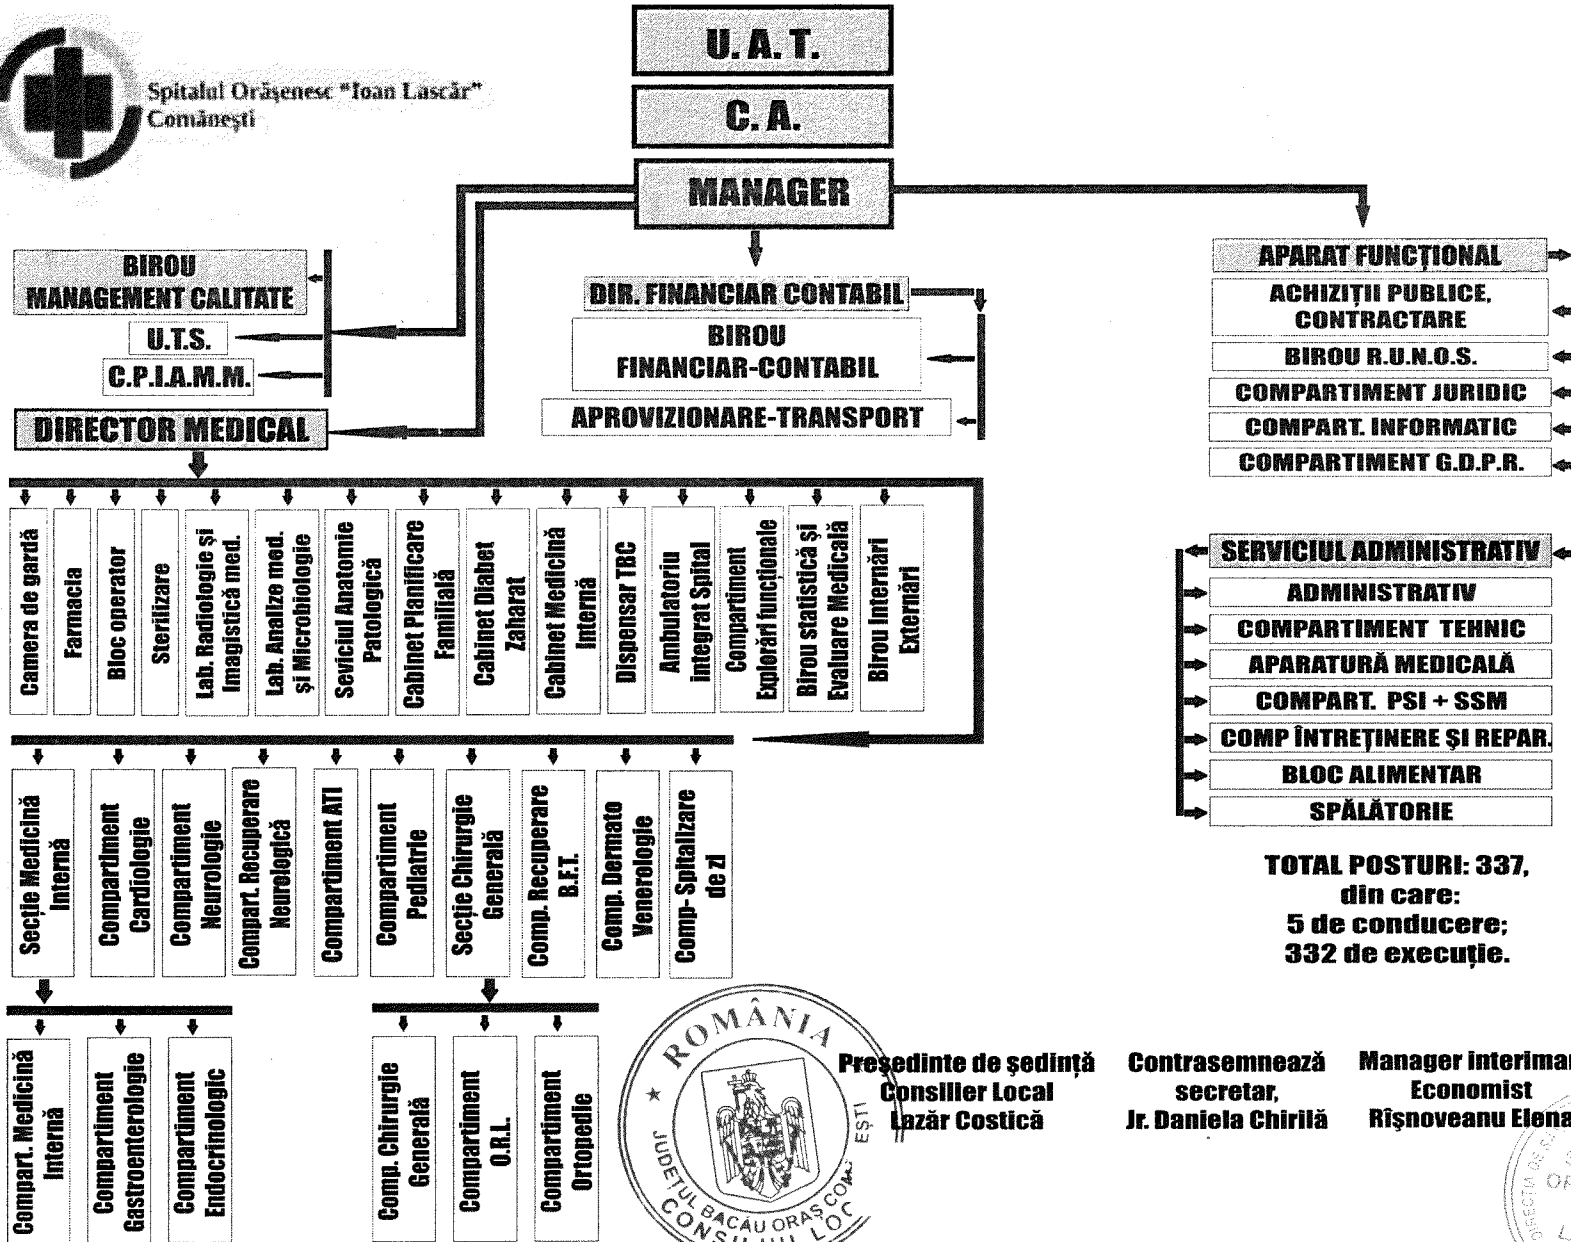 Spitalul Orășenesc "Ioan Lascăr"
Comănești
U. A. T.
C. A.
MANAGER
BIROU
MANAGEMENT CALITATE
U.T.S.
C.P.I.A.M.M.
DIRECTOR MEDICAL
DIR. FINANCIAR CONTABIL
BIROU
FINANCIAR-CONTABIL
APROVIZIONARE-TRANSPORT
APARAT FUNCȚIONAL
ACHIZIȚII PUBLICE,
CONTRACTARE
BIROU R.U.N.O.S.
COMPARTIMENT JURIDIC
COMPART. INFORMATIC
COMPARTIMENT G.D.P.R.
Camera de gardă
Farmacia
Bloc operator
Sterilizare
Lab. Radiologie și
Imagistică med.
Lab. Analize med.
și Microbiologie
Seviciul Anatomie
Patologică
Cabinet Planificare
Familială
Cabinet Diabet
Zaharat
Cabinet Medicină
Internă
Dispensar TBC
Ambulatoriu
integrat Spital
Compartiment
Explorări funcționale
Birou statistică și
Evaluare Medicală
Birou Internări
Externări
SERVICIUL ADMINISTRATIV
ADMINISTRATIV
COMPARTIMENT TEHNIC
APARATURĂ MEDICALĂ
COMPART. PSI + SSM
COMP ÎNTREȚINERE ȘI REPAR.
BLOC ALIMENTAR
SPĂLĂTORIE
Secție Medicină
Internă
Compartiment
Cardiologie
Compartiment
Neurologie
Compart. Recuperare
Neurologică
Compartiment ATI
Compartiment
Pediatrie
Secție Chirurgie
Generală
Comp. Recuperare
B.F.T.
Comp. Dermato
Venerologie
Comp- Spitalizare
de zi
TOTAL POSTURI: 337,
din care:
5 de conducere;
332 de execuție.
Compart. Medicină
Internă
Compartiment
Gastroenterologie
Compartiment
Endocrinologic
Comp. Chirurgie
Generală
Compartiment
O.R.L.
Compartiment
Ortopedie
ROMÂNIA
JUDEȚUL BACĂU ORAȘ COM
EȘTI
CONSILIUL LOC
Președinte de ședință
Consilier Local
Lazăr Costică
Contrasemnează
secretar,
Jr. Daniela Chirilă
Manager interimar
Economist
Rîșnoveanu Elena